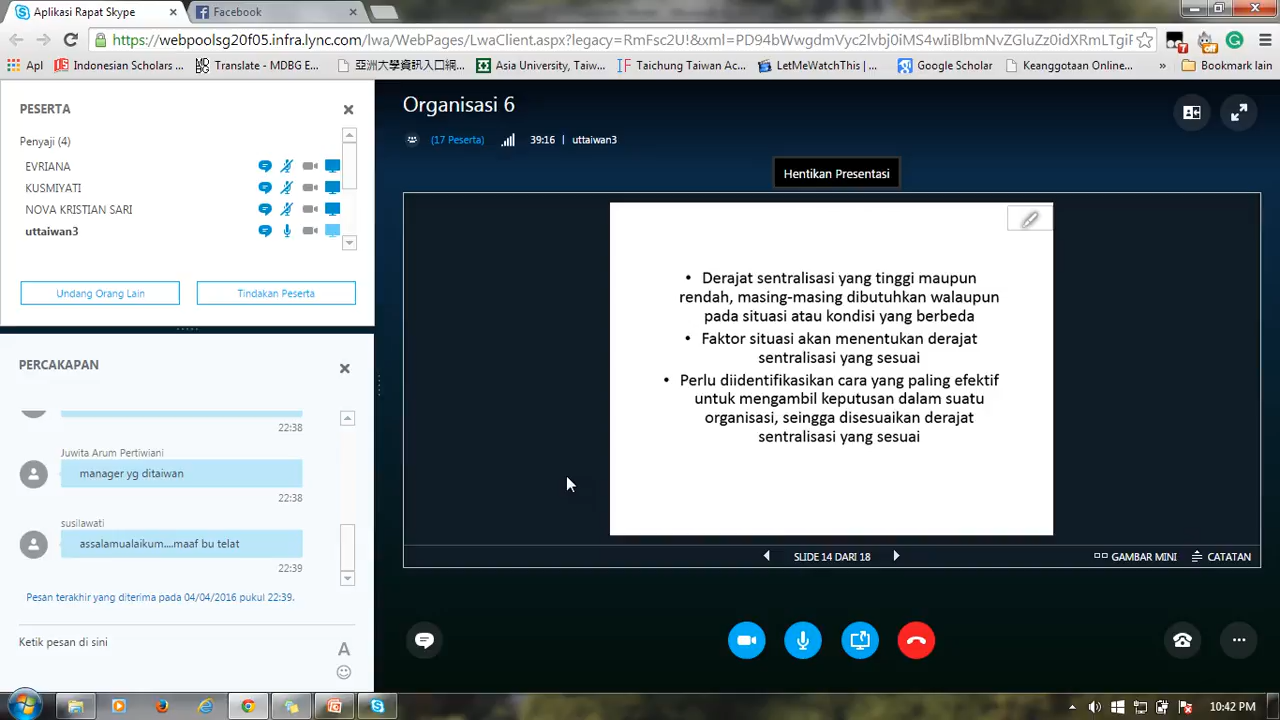 Aplikasi Rapat Skype
Facebook
https://webpoolsg20f05.infra.lync.com/lwa/WebPages/LwaClient.aspx?legacy=RmFsc2U!&xml=
Apl
Indonesian Scholars ...
Translate - MDBG E...
亞洲大學資訊入口網...
Asia University, Taiw...
Taichung Taiwan Ac...
LetMeWatchThis | ...
Google Scholar
Keanggotaan Online...
»
Bookmark lain
PESERTA
Penyaji (4)
EVRIANA
KUSMIYATI
NOVA KRISTIAN SARI
uttaiwan3
Undang Orang Lain
Tindakan Peserta
PERCAKAPAN
22:38
Juwita Arum Pertiwiani
manager yg ditaiwan
22:38
susilawati
assalamualaikum....maaf bu telat
22:39
Pesan terakhir yang diterima pada 04/04/2016 pukul 22:39.
Ketik pesan di sini
A
Organisasi 6
(17 Peserta)
39:16 | uttaiwan3
Hentikan Presentasi
• Derajat sentralisasi yang tinggi maupun
rendah, masing-masing dibutuhkan walaupun
pada situasi atau kondisi yang berbeda
• Faktor situasi akan menentukan derajat
sentralisasi yang sesuai
• Perlu diidentifikasikan cara yang paling efektif
untuk mengambil keputusan dalam suatu
organisasi, seingga disesuaikan derajat
sentralisasi yang sesuai
SLIDE 14 DARI 18
GAMBAR MINI
CATATAN
10:42 PM